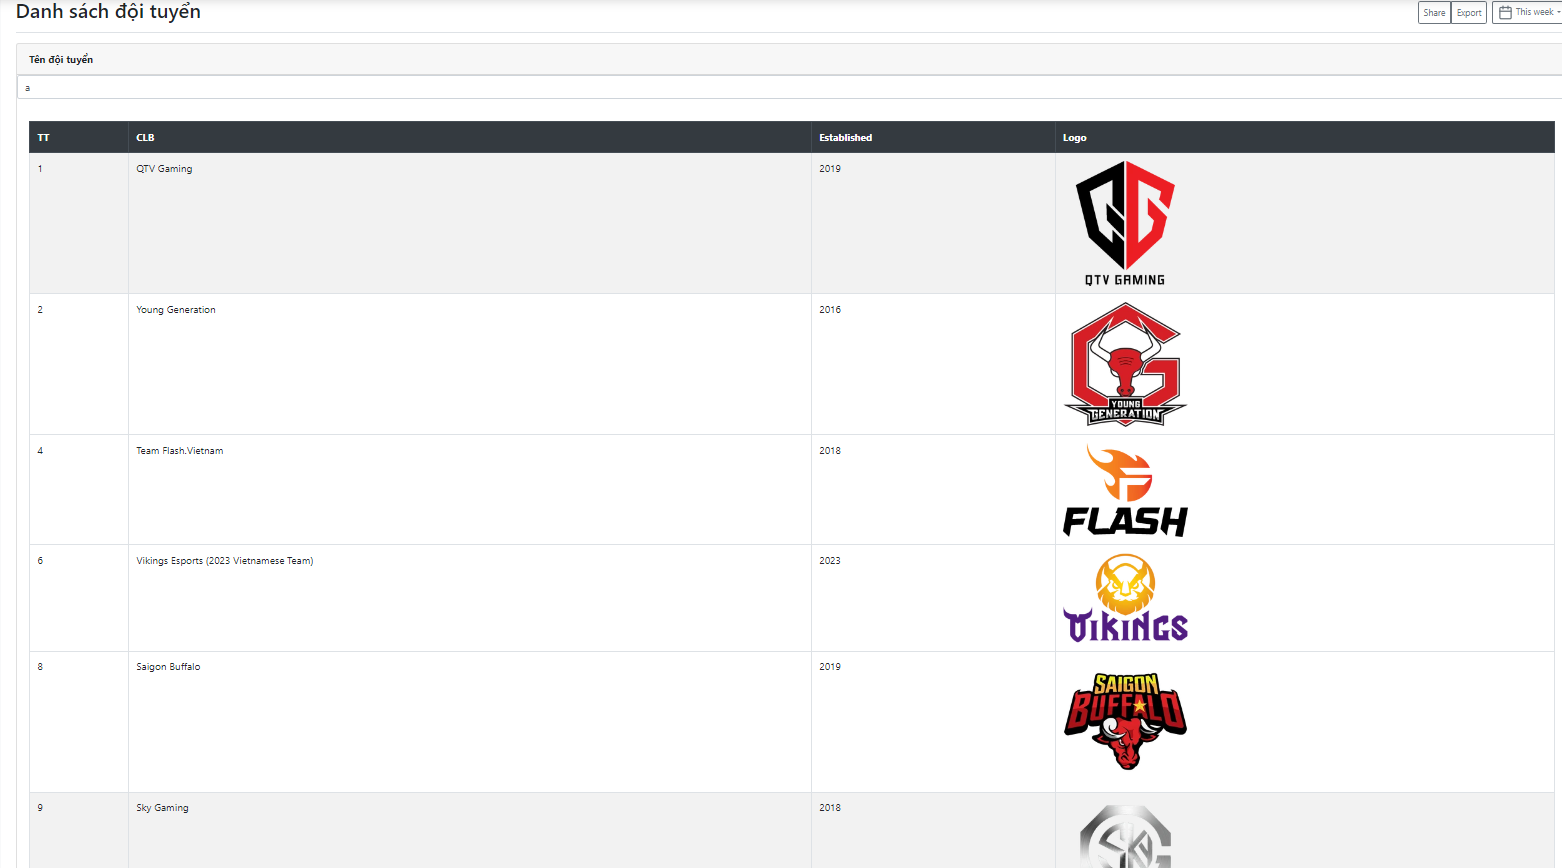 Danh sách đội tuyển
Share Export This week
Tên đội tuyển
a
TT CLB Established Logo
1 QTV Gaming 2019
QG
QTV GAMING
2 Young Generation 2016
YOUNG
GENERATION
4 Team Flash.Vietnam 2018
F
FLASH
6 Vikings Esports (2023 Vietnamese Team) 2023
VIKINGS
8 Saigon Buffalo 2019
SAIGON
BUFFALO
9 Sky Gaming 2018
SKY